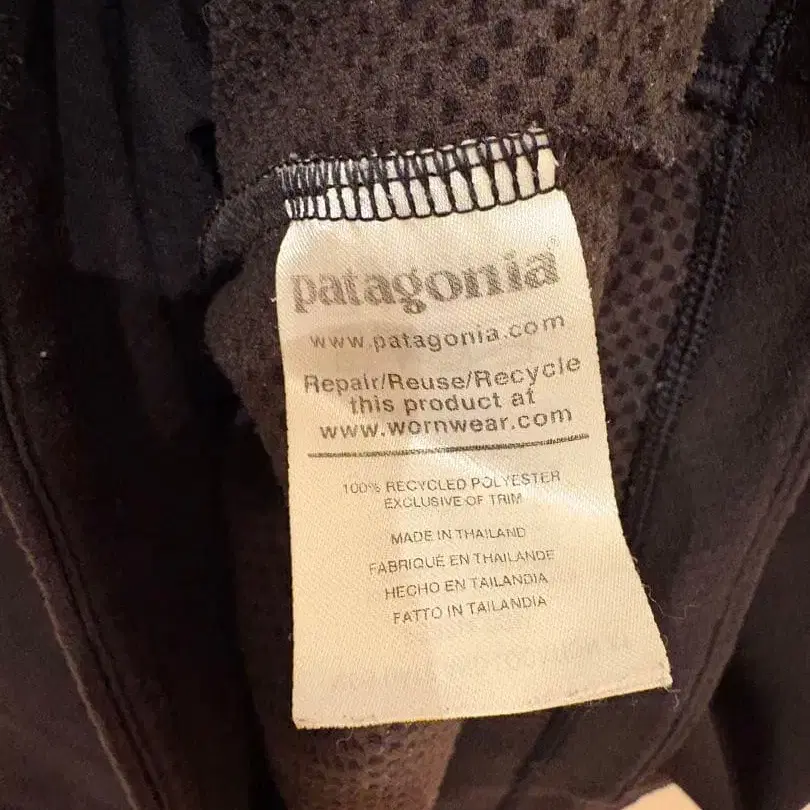 patagonia®
www.patagonia.com
Repair/Reuse/Recycle
this product at
www.wornwear.com
100% RECYCLED POLYESTER
EXCLUSIVE OF TRIM
MADE IN THAILAND
FABRIQUÉ EN THAÏLANDE
HECHO EN TAILANDIA
FATTO IN TAILANDIA